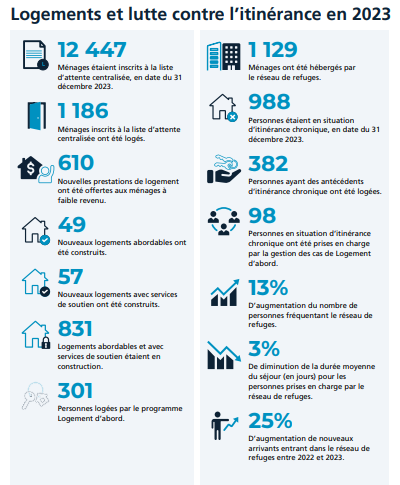 Logements et lutte contre l'itinérance en 2023
12 447
Ménages étaient inscrits à la liste
d'attente centralisée, en date du 31
décembre 2023.
1 186
Ménages inscrits à la liste d'attente
centralisée ont été logés.
610
Nouvelles prestations de logement
ont été offertes aux ménages à
faible revenu.
49
Nouveaux logements abordables ont
été construits.
57
Nouveaux logements avec services
de soutien ont été construits.
831
Logements abordables et avec
services de soutien étaient en
construction.
301
Personnes logées par le programme
Logement d'abord.
1 129
Ménages ont été hébergés par
le réseau de refuges.
988
Personnes étaient en situation
d'itinérance chronique, en date du 31
décembre 2023.
382
Personnes ayant des antécédents
d'itinérance chronique ont été logées.
98
Personnes en situation d'itinérance
chronique ont été prises en charge
par la gestion des cas de Logement
d'abord.
13%
D'augmentation du nombre de
personnes fréquentant le réseau de
refuges.
3%
De diminution de la durée moyenne
du séjour (en jours) pour les
personnes prises en charge par le
réseau de refuges.
25%
D'augmentation de nouveaux
arrivants entrant dans le réseau de
refuges entre 2022 et 2023.